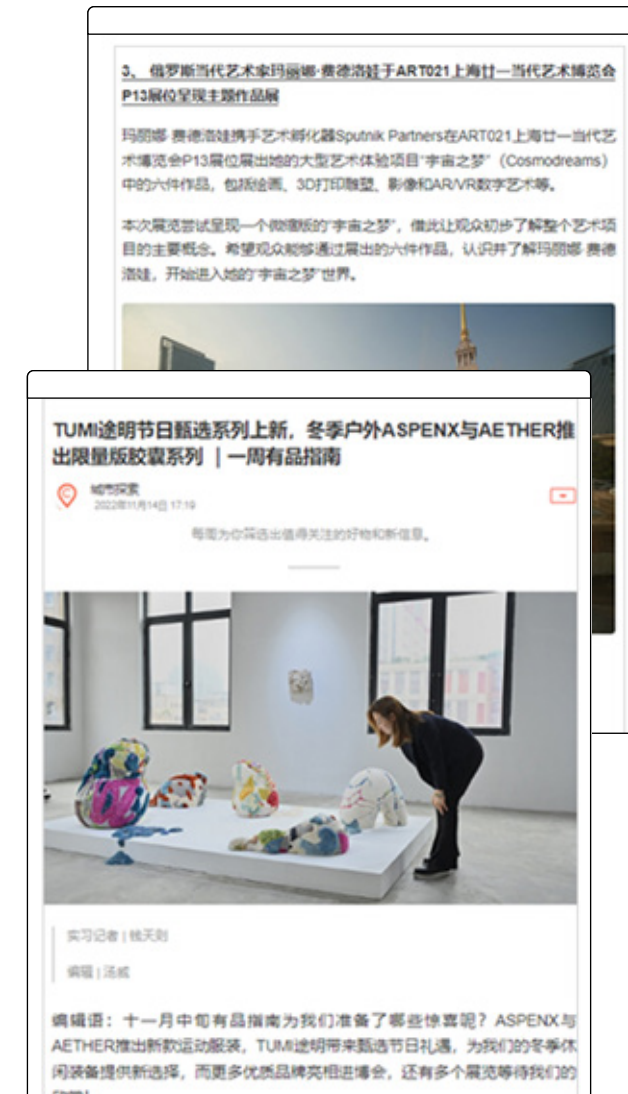 3、 俄罗斯当代艺术家玛丽娜·费德洛娃于ART021上海廿一当代艺术博览会
P13展位呈现主题作品展
玛丽娜·费德洛娃携手艺术孵化器Sputnik Partners在ART021上海廿一当代艺
术博览会P13展位展出她的大型艺术体验项目“宇宙之梦”（Cosmodreams）
中的六件作品，包括绘画、3D打印雕塑、影像和AR/VR数字艺术等。
本次展览尝试呈现一个微缩版的“宇宙之梦”，借此让观众初步了解整个艺术项
目的主要概念。希望观众能够通过展出的六件作品，认识并了解玛丽娜·费德
洛娃，开始进入她的“宇宙之梦”世界。
TUMI途明节日甄选系列上新，冬季户外ASPENX与AETHER推
出限量版胶囊系列 ｜一周有品指南
城市探索
2022年11月14日 17:19
每周为你筛选出值得关注的好物和新信息。
实习记者 | 钱天则
编辑 | 汤威
编辑语：十一月中旬有品指南为我们准备了哪些惊喜呢？ASPENX与
AETHER推出新款运动服装，TUMI途明带来甄选节日礼遇，为我们的冬季休
闲装备提供新选择，而更多优质品牌亮相进博会，还有多个展览等待我们的